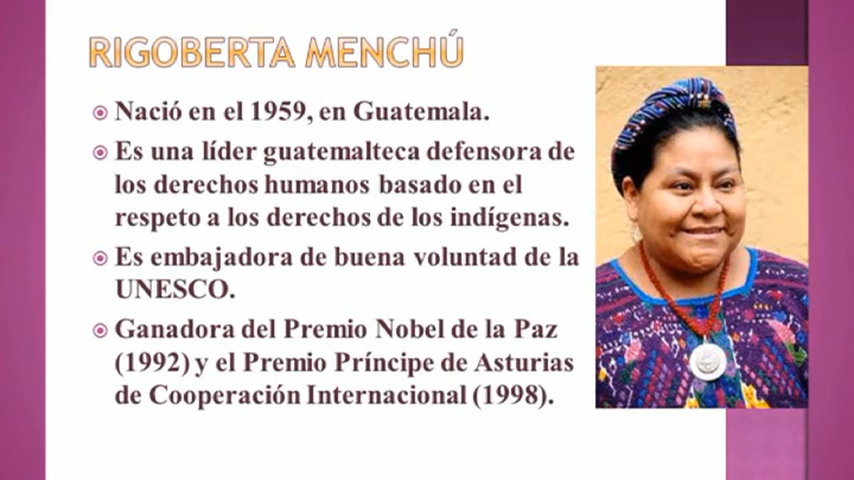 RIGOBERTA MENCHÚ
Nació en el 1959, en Guatemala.
Es una líder guatemalteca defensora de
los derechos humanos basado en el
respeto a los derechos de los indígenas.
Es embajadora de buena voluntad de la
UNESCO.
Ganadora del Premio Nobel de la Paz
(1992) y el Premio Príncipe de Asturias
de Cooperación Internacional (1998).